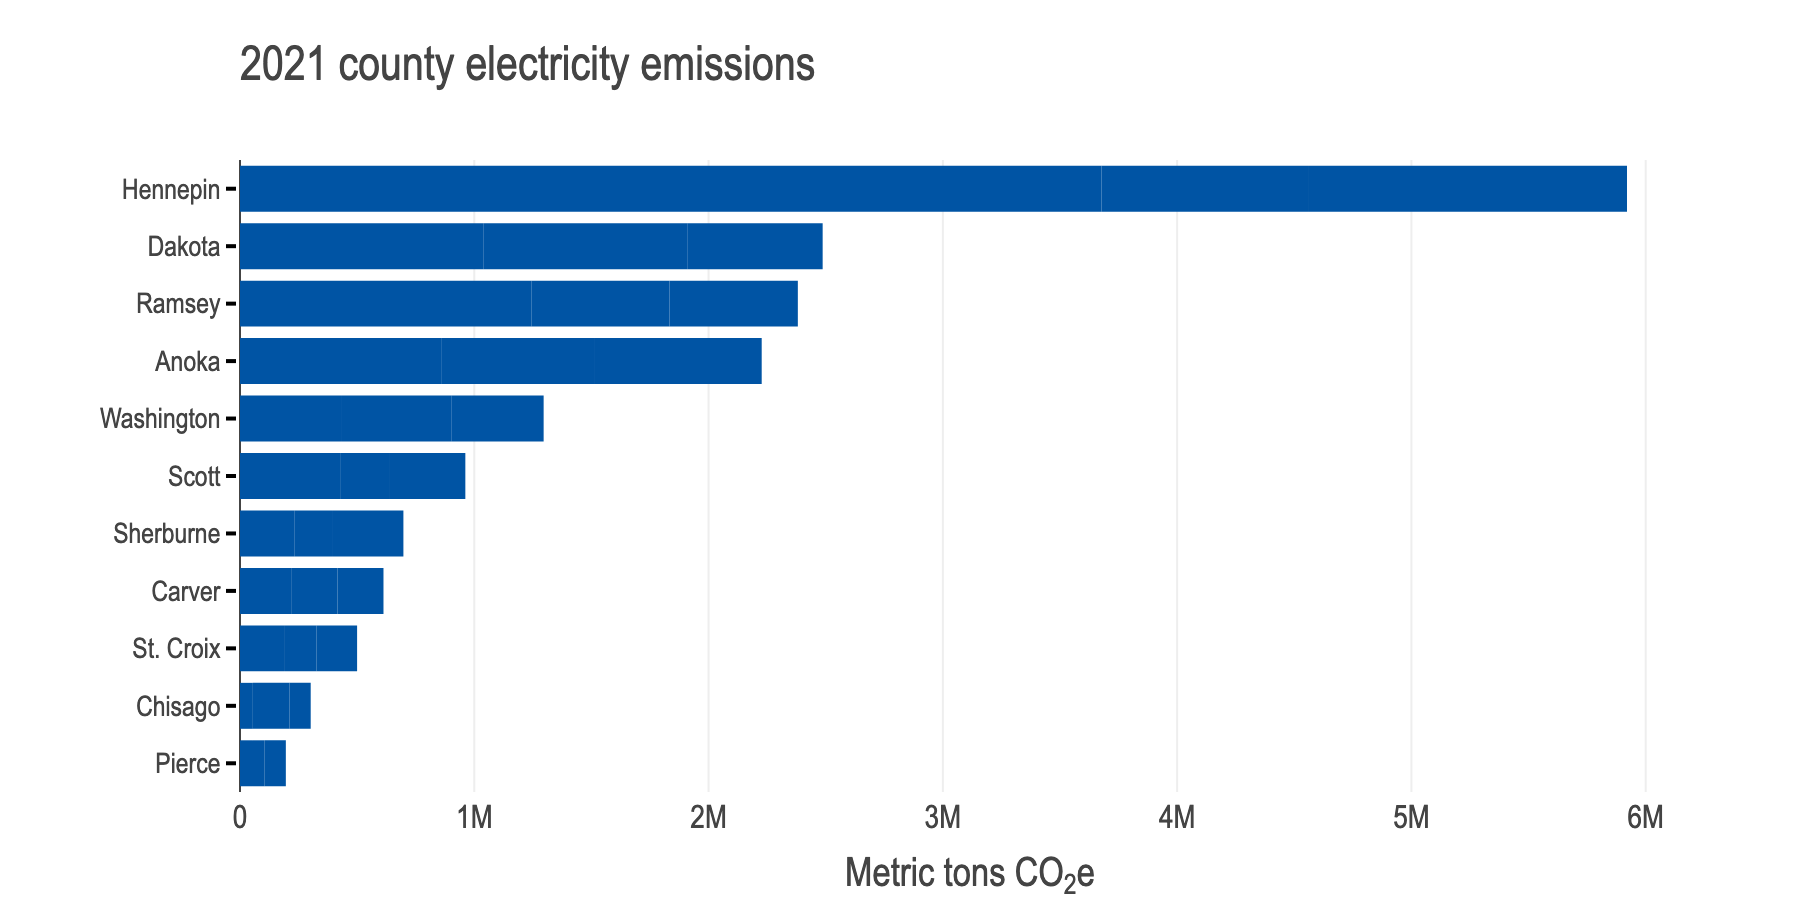 2021 county electricity emissions
Hennepin
Dakota
Ramsey
Anoka
Washington
Scott
Sherburne
Carver
St. Croix
Chisago
Pierce
0 1M 2M 3M 4M 5M 6M
Metric tons CO₂e